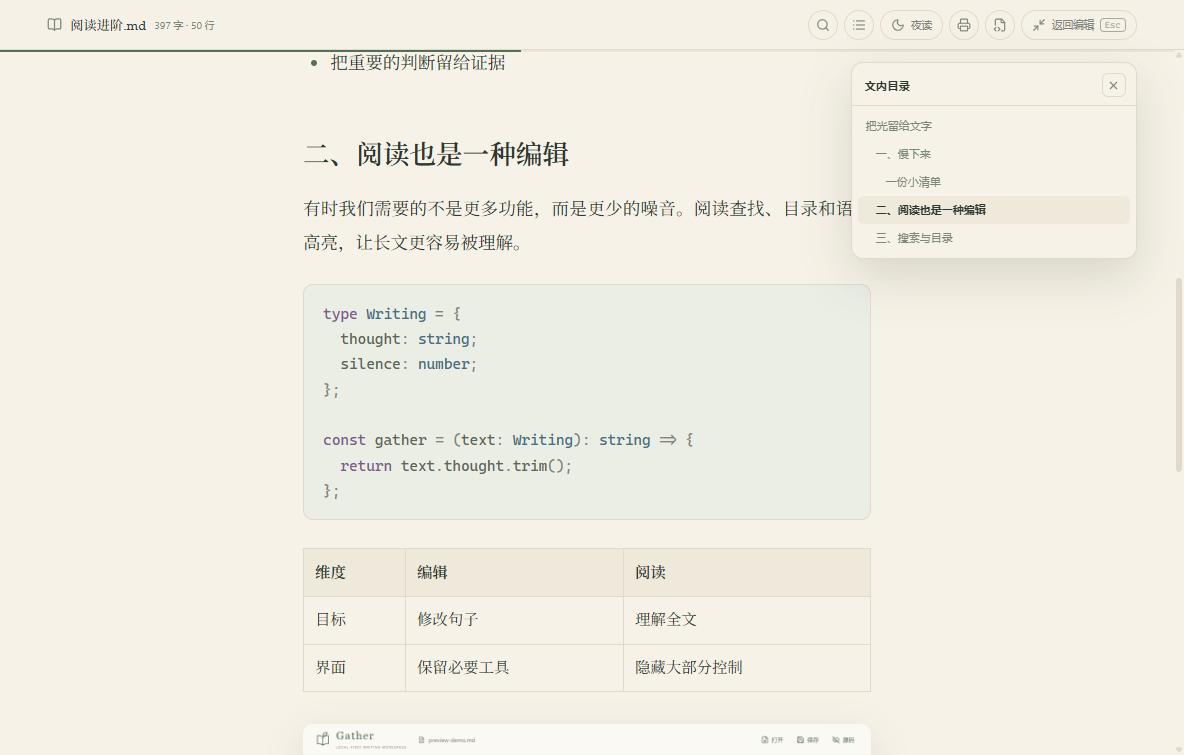 阅读进阶.md 397 字 · 50 行 夜读 返回编辑 Esc
把重要的判断留给证据
文内目录
把光留给文字
一、慢下来
一份小清单
二、阅读也是一种编辑
三、搜索与目录
二、阅读也是一种编辑
有时我们需要的不是更多功能，而是更少的噪音。阅读查找、目录和语
高亮，让长文更容易被理解。
type Writing = {
  thought: string;
  silence: number;
};
const gather = (text: Writing): string => {
  return text.thought.trim();
};
维度 编辑 阅读
目标 修改句子 理解全文
界面 保留必要工具 隐藏大部分控制
Gather preview-demo.md 打开 保存 源码
LOCAL FIRST WRITING WORKSPACE